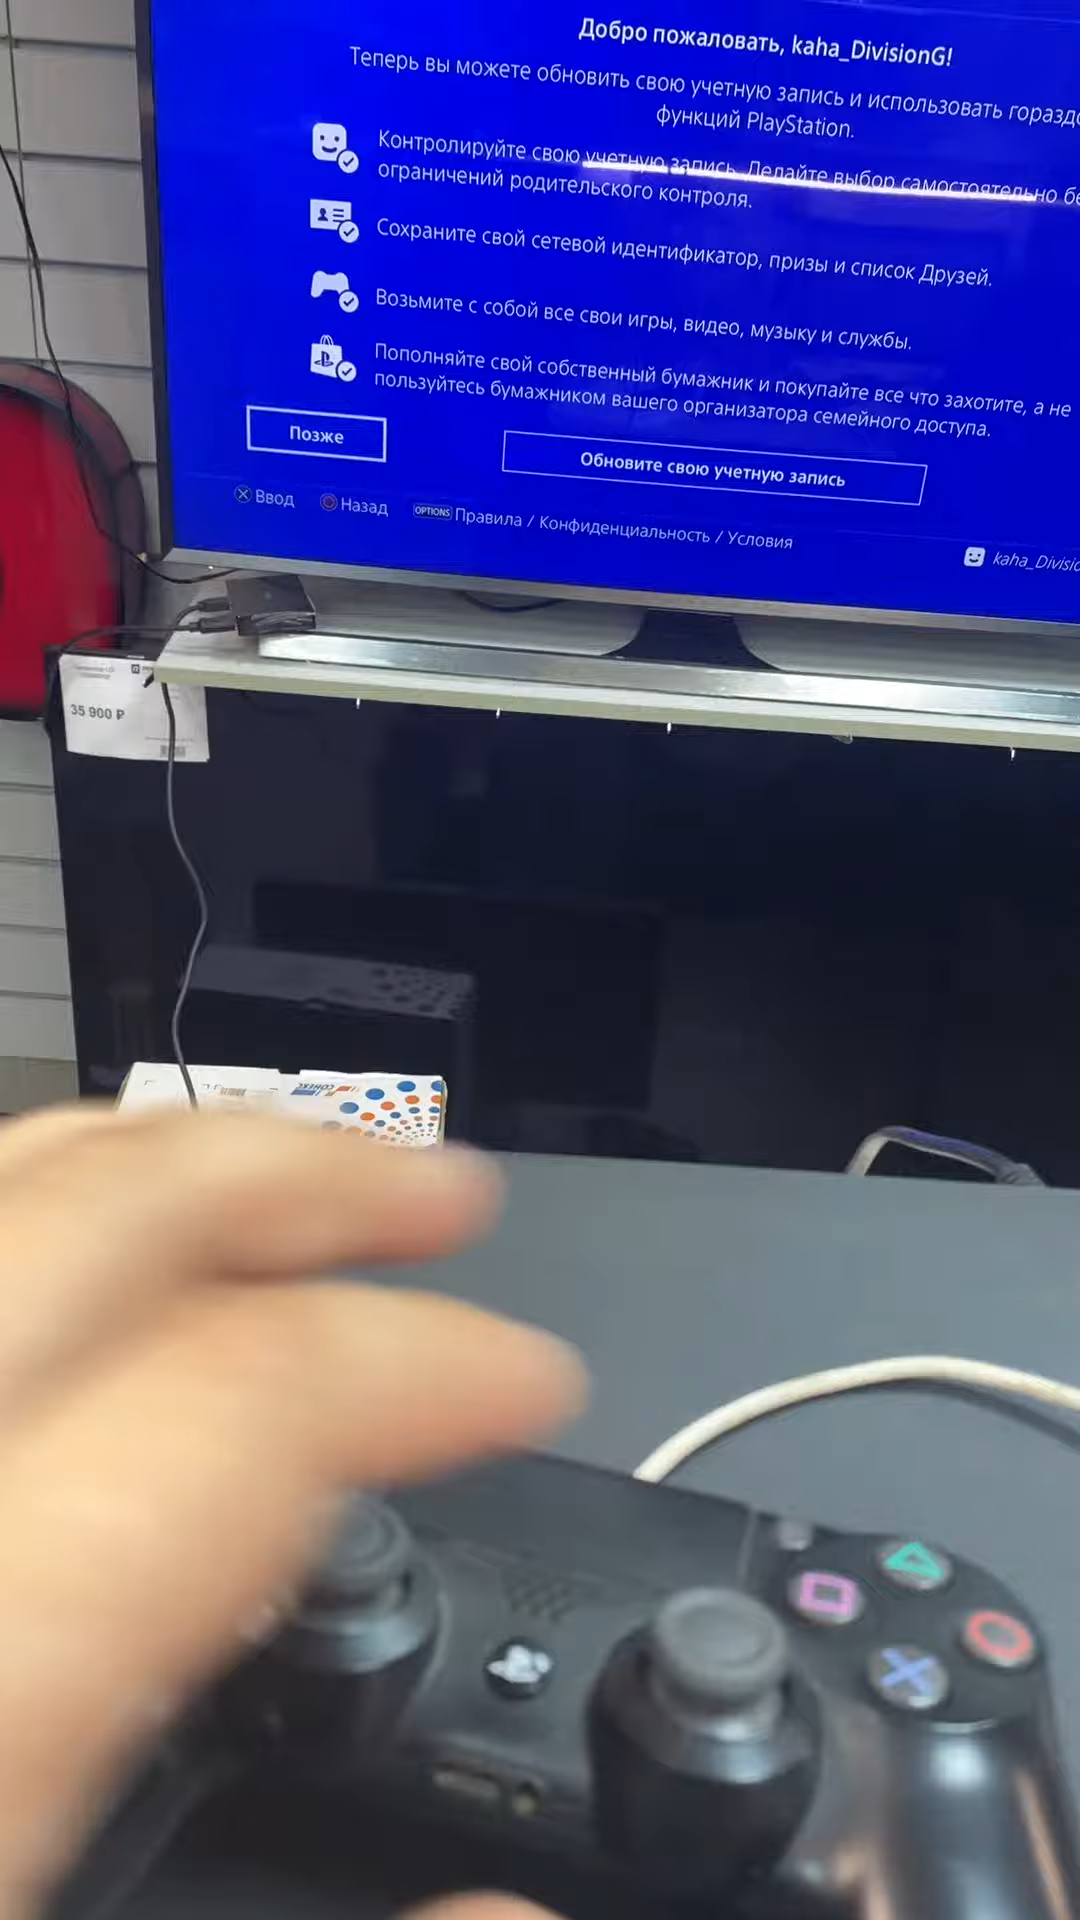 Добро пожаловать, kaha_DivisionG!
Теперь вы можете обновить свою учетную запись и использовать гораздо
функций PlayStation.
Контролируйте свою учетную запись. Делайте выбор самостоятельно бе
ограничений родительского контроля.
Сохраните свой сетевой идентификатор, призы и список Друзей.
Возьмите с собой все свои игры, видео, музыку и службы.
Пополняйте свой собственный бумажник и покупайте все что захотите, а не
пользуйтесь бумажником вашего организатора семейного доступа.
Позже
Обновите свою учетную запись
Ввод
Назад
OPTIONS Правила / Конфиденциальность / Условия
kaha_Divisio
35 900 ₽
СОНЕКС